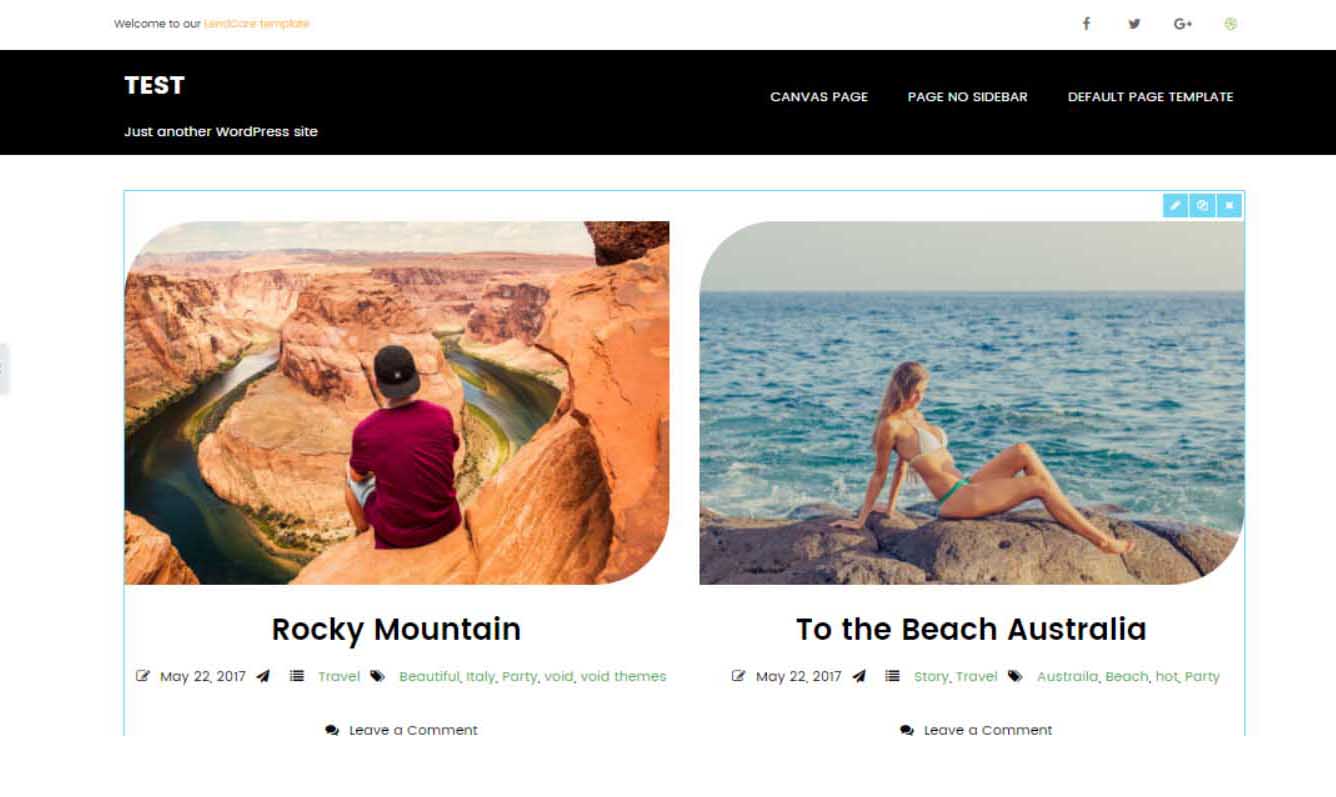 Welcome to our LendCare template
G+
TEST
CANVAS PAGE PAGE NO SIDEBAR DEFAULT PAGE TEMPLATE
Just another WordPress site
Rocky Mountain
May 22, 2017 Travel Beautiful, Italy, Party, void, void themes
Leave a Comment
To the Beach Australia
May 22, 2017 Story, Travel Austraila, Beach, hot, Party
Leave a Comment